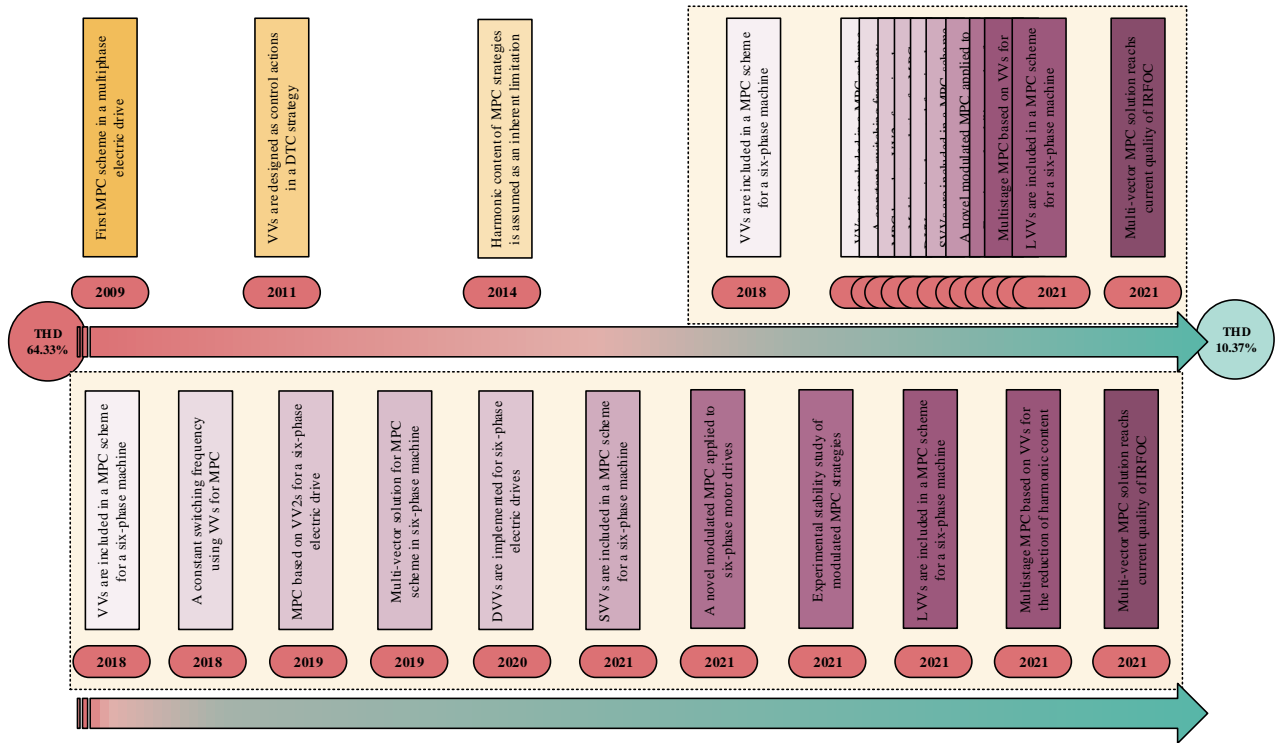 First MPC scheme in a multiphase
electric drive
VVs are designed as control actions
in a DTC strategy
Harmonic content of MPC strategies
is assumed as an inherent limitation
VVs are included in a MPC scheme
for a six-phase machine
A novel modulated MPC applied to
Multistage MPC based on VVs for
LVVs are included in a MPC scheme
for a six-phase machine
Multi-vector MPC solution reachs
current quality of IRFOC
2009
2011
2014
2018
2021
2021
THD
64.33%
THD
10.37%
VVs are included in a MPC scheme
for a six-phase machine
A constant switching frequency
using VVs for MPC
MPC based on VV2s for a six-phase
electric drive
Multi-vector solution for MPC
scheme in six-phase machine
DVVs are implemented for six-phase
electric drives
SVVs are included in a MPC scheme
for a six-phase machine
A novel modulated MPC applied to
six-phase motor drives
Experimental stability study of
modulated MPC strategies
LVVs are included in a MPC scheme
for a six-phase machine
Multistage MPC based on VVs for
the reduction of harmonic content
Multi-vector MPC solution reachs
current quality of IRFOC
2018
2018
2019
2019
2020
2021
2021
2021
2021
2021
2021